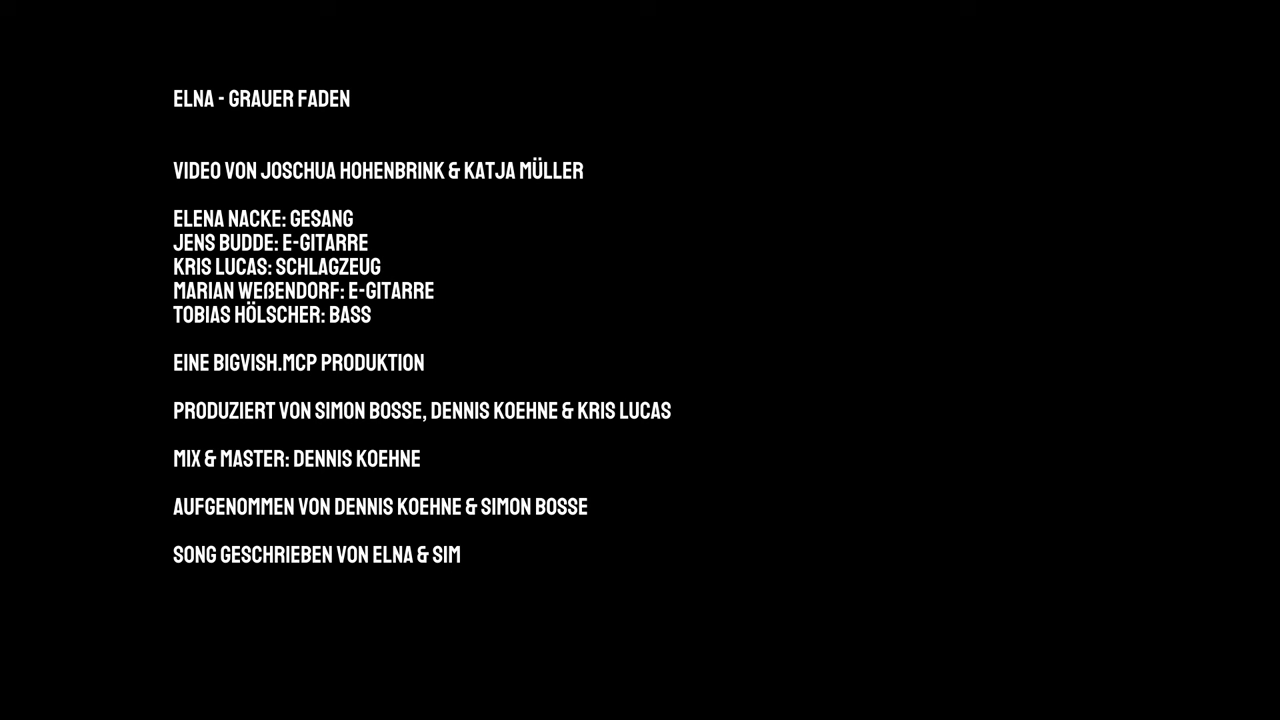 ELNA - GRAUER FADEN
VIDEO VON JOSCHUA HOHENBRINK & KATJA MÜLLER
ELENA NACKE: GESANG
JENS BUDDE: E-GITARRE
KRIS LUCAS: SCHLAGZEUG
MARIAN WEßENDORF: E-GITARRE
TOBIAS HÖLSCHER: BASS
EINE BIGVISH.MCP PRODUKTION
PRODUZIERT VON SIMON BOSSE, DENNIS KOEHNE & KRIS LUCAS
MIX & MASTER: DENNIS KOEHNE
AUFGENOMMEN VON DENNIS KOEHNE & SIMON BOSSE
SONG GESCHRIEBEN VON ELNA & SIM